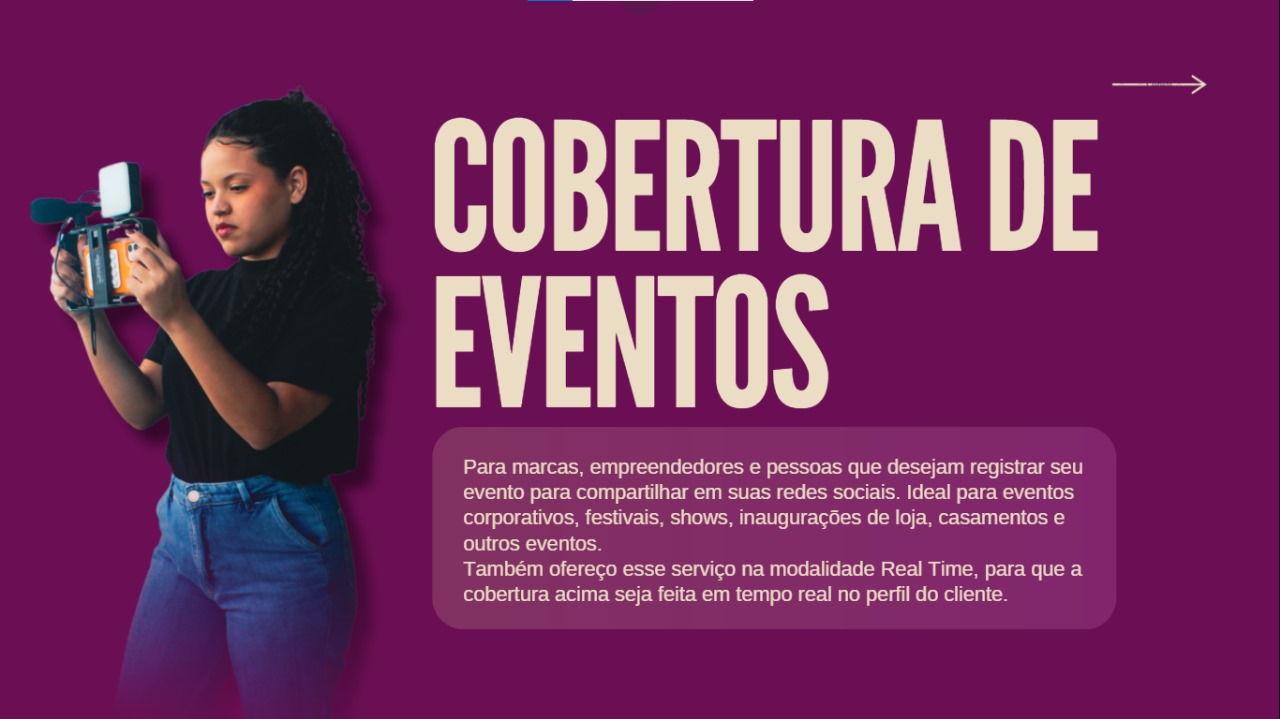 COBERTURA DE
EVENTOS
Para marcas, empreendedores e pessoas que desejam registrar seu
evento para compartilhar em suas redes sociais. Ideal para eventos
corporativos, festivais, shows, inaugurações de loja, casamentos e
outros eventos.
Também ofereço esse serviço na modalidade Real Time, para que a
cobertura acima seja feita em tempo real no perfil do cliente.